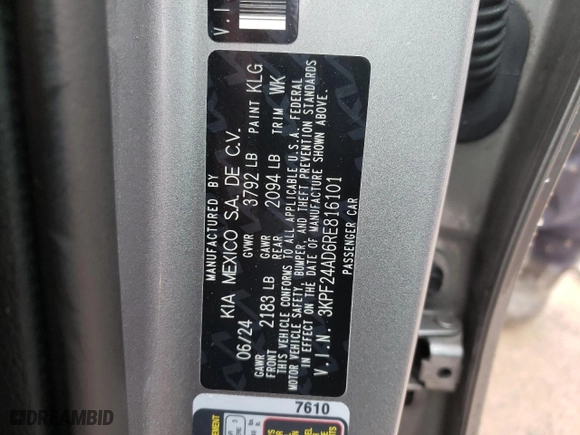 V.I.
MANUFACTURED BY
KIA MEXICO S.A. DE C.V.
06/24 GVWR 3792 LB PAINT KLG
GAWR FRONT 2183 LB GAWR REAR 2094 LB TRIM WK
THIS VEHICLE CONFORMS TO ALL APPLICABLE U.S.A. FEDERAL
MOTOR VEHICLE SAFETY, BUMPER, AND THEFT PREVENTION STANDARDS
IN EFFECT ON THE DATE OF MANUFACTURE SHOWN ABOVE.
V.I.N. 3KPF24AD6RE816101
PASSENGER CAR
7610
DREAMBID